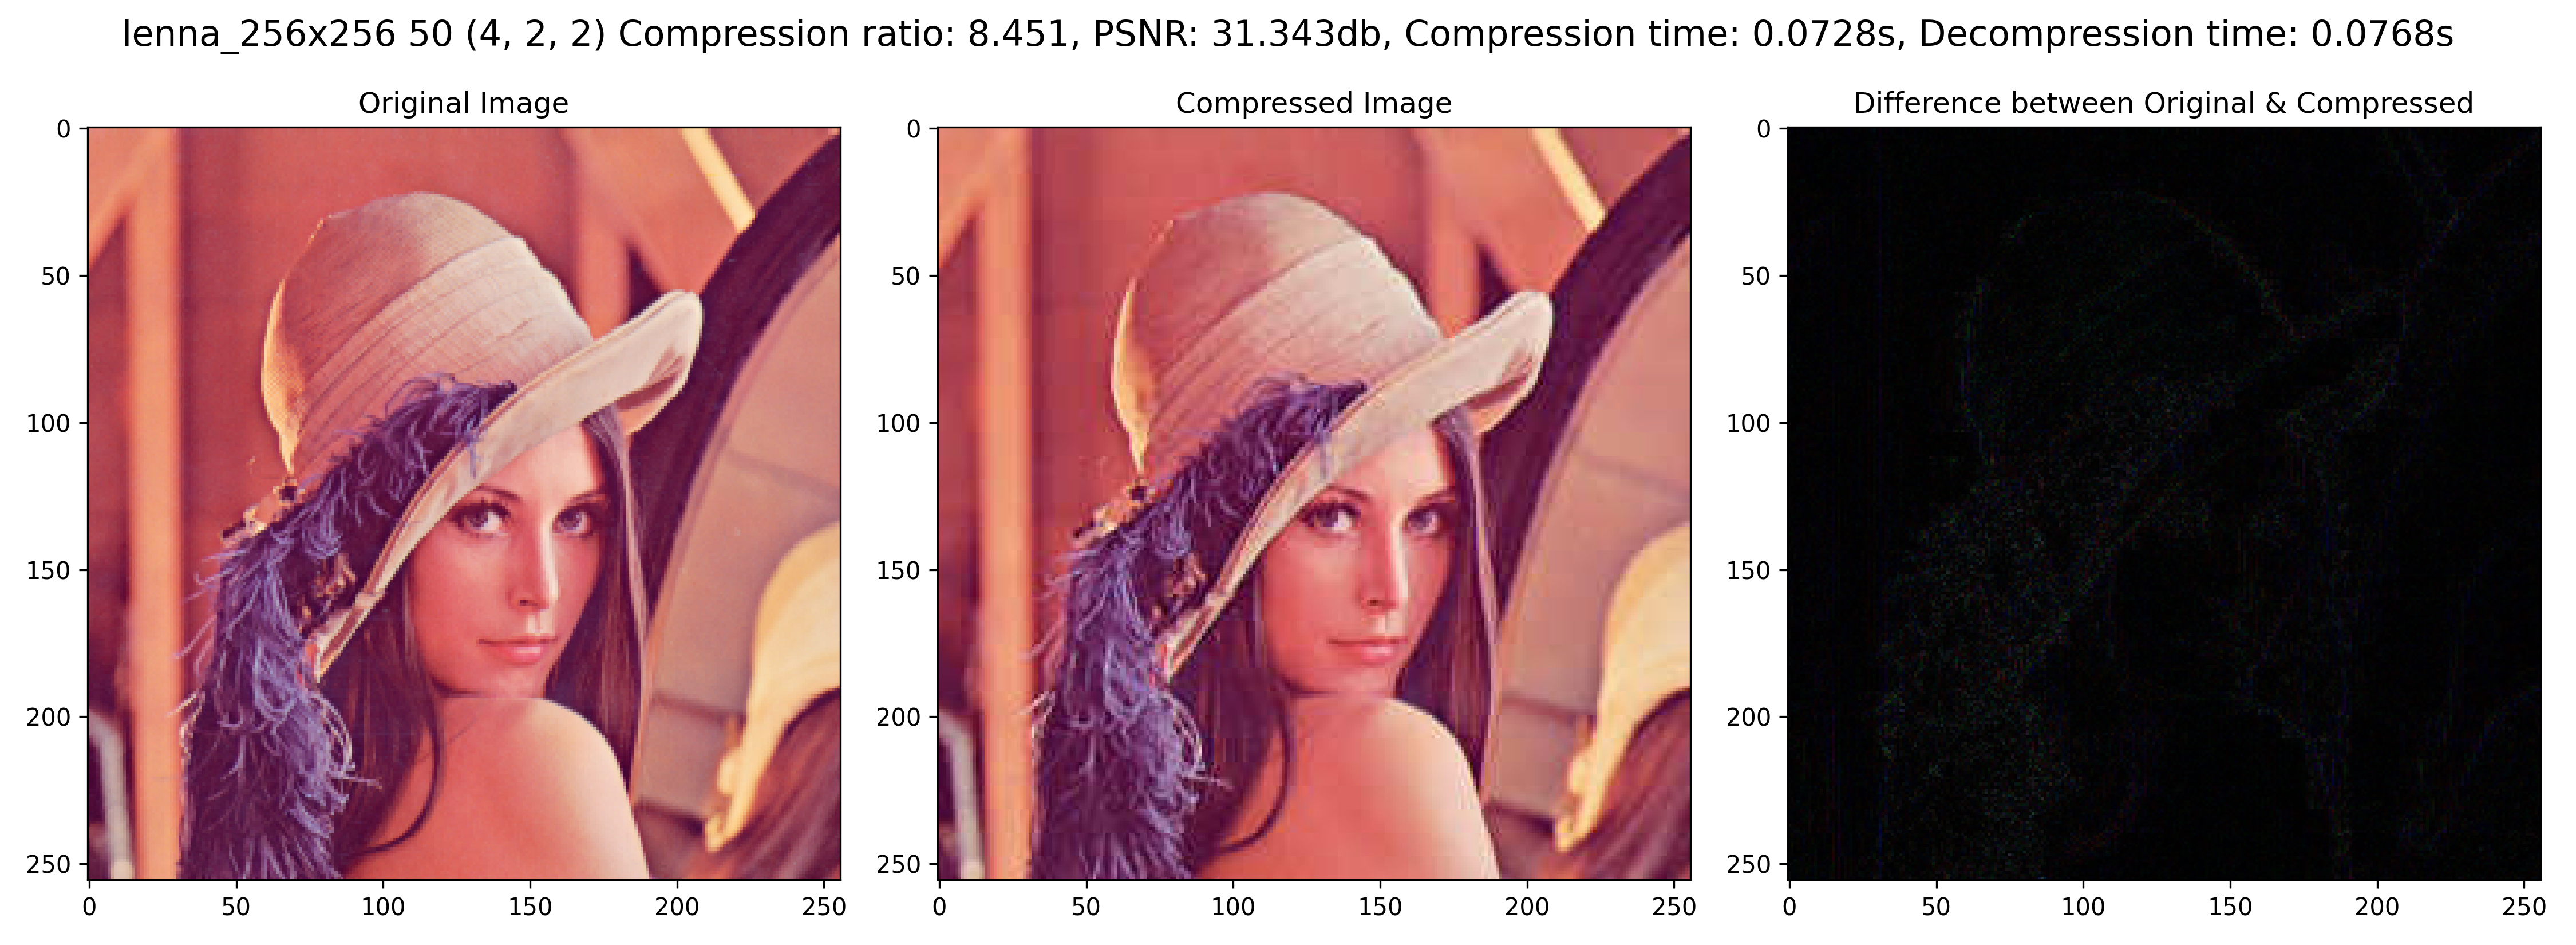 lenna_256x256 50 (4, 2, 2) Compression ratio: 8.451, PSNR: 31.343db, Compression time: 0.0728s, Decompression time: 0.0768s
Original Image
Compressed Image
Difference between Original & Compressed
0
50
100
150
200
250
0 50 100 150 200 250
0
50
100
150
200
250
0 50 100 150 200 250
0
50
100
150
200
250
0 50 100 150 200 250